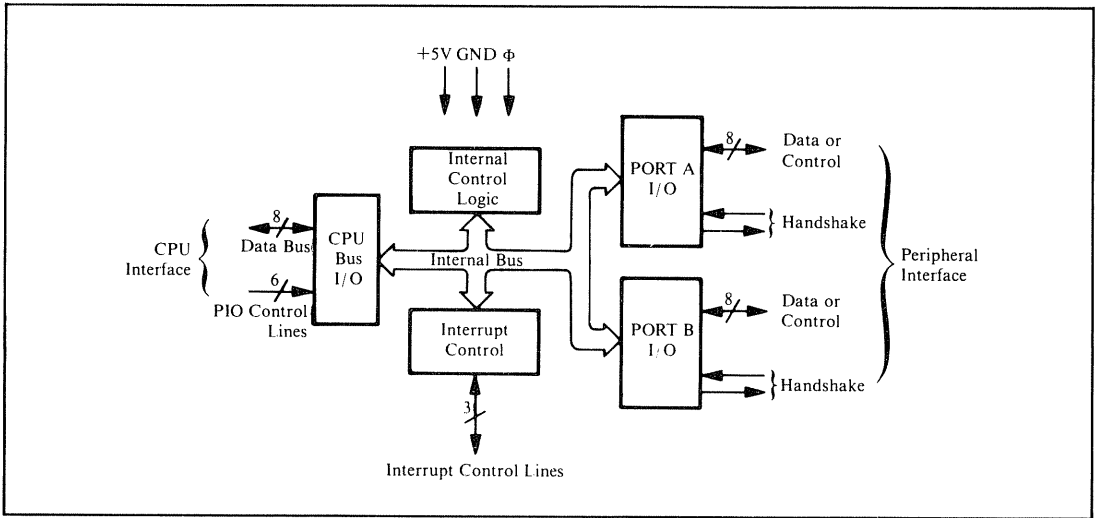 +5V GND Φ
Internal
Control
Logic
8
Data Bus
CPU
Interface
6
PIO Control
Lines
CPU
Bus
I/O
Internal Bus
Interrupt
Control
3
Interrupt Control Lines
PORT A
I/O
8
Data or
Control
Handshake
PORT B
I/O
8
Data or
Control
Handshake
Peripheral
Interface